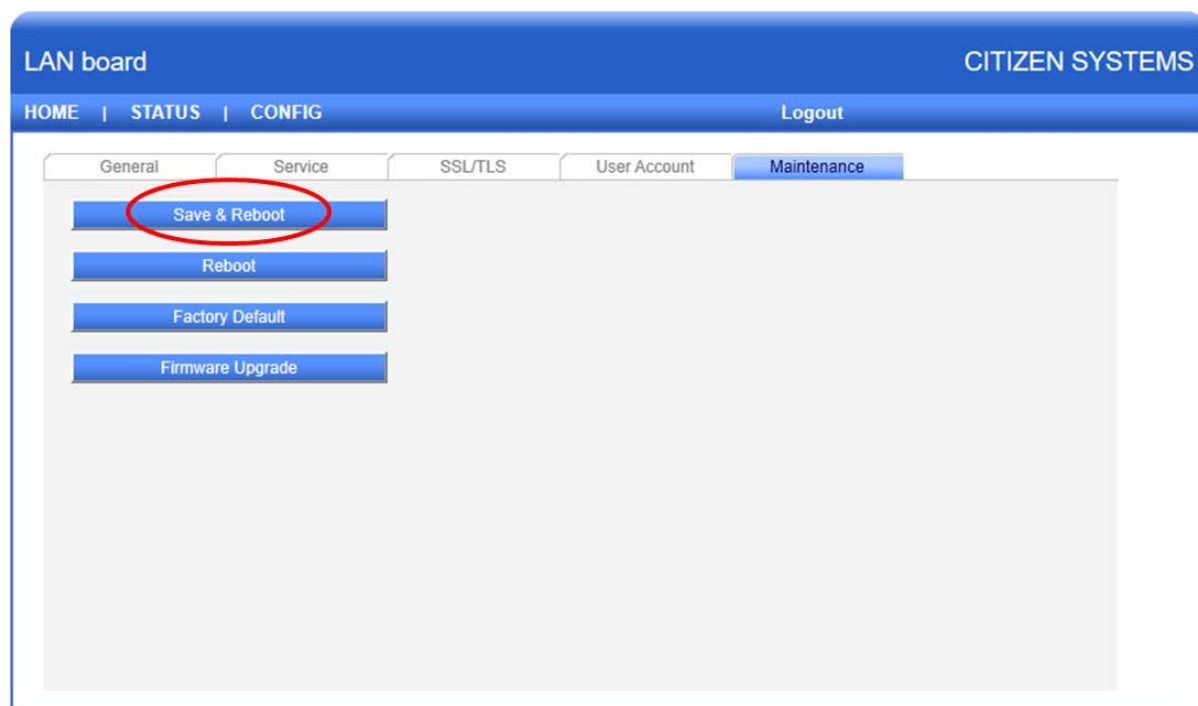 LAN board CITIZEN SYSTEMS
HOME | STATUS | CONFIG Logout
General Service SSL/TLS User Account Maintenance
Save & Reboot
Reboot
Factory Default
Firmware Upgrade